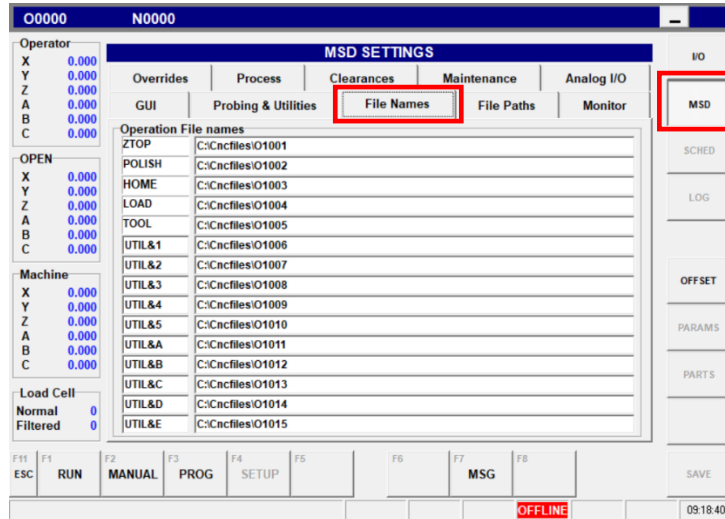 O0000 N0000
Operator
X 0.000
Y 0.000
Z 0.000
A 0.000
B 0.000
C 0.000
OPEN
X 0.000
Y 0.000
Z 0.000
A 0.000
B 0.000
C 0.000
Machine
X 0.000
Y 0.000
Z 0.000
A 0.000
B 0.000
C 0.000
Load Cell
Normal 0
Filtered 0
MSD SETTINGS
Overrides Process Clearances Maintenance Analog I/O
GUI Probing & Utilities File Names File Paths Monitor
Operation File names
ZTOP C:\Cncfiles\O1001
POLISH C:\Cncfiles\O1002
HOME C:\Cncfiles\O1003
LOAD C:\Cncfiles\O1004
TOOL C:\Cncfiles\O1005
UTIL&1 C:\Cncfiles\O1006
UTIL&2 C:\Cncfiles\O1007
UTIL&3 C:\Cncfiles\O1008
UTIL&4 C:\Cncfiles\O1009
UTIL&5 C:\Cncfiles\O1010
UTIL&A C:\Cncfiles\O1011
UTIL&B C:\Cncfiles\O1012
UTIL&C C:\Cncfiles\O1013
UTIL&D C:\Cncfiles\O1014
UTIL&E C:\Cncfiles\O1015
I/O
MSD
SCHED
LOG
OFFSET
PARAMS
PARTS
SAVE
F11 F1 F2 F3 F4 F5 F6 F7 F8
ESC RUN MANUAL PROG SETUP MSG
OFFLINE 09:18:40